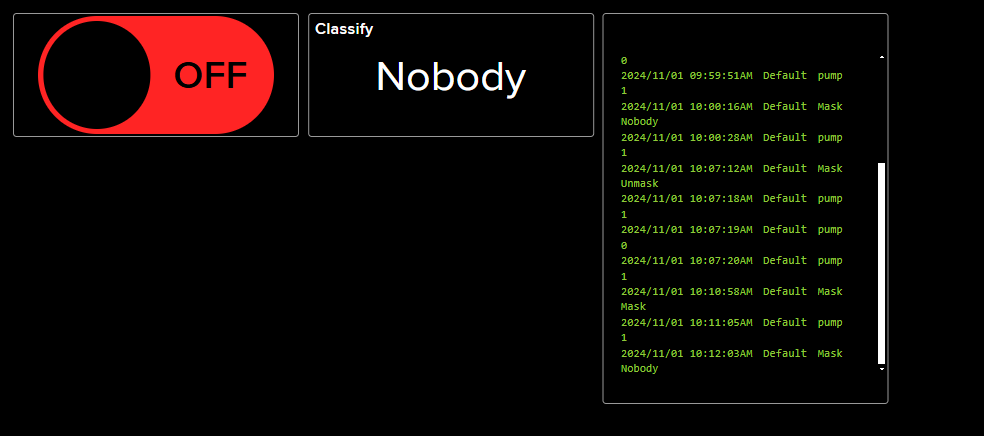 OFF
Classify
Nobody
0
2024/11/01 09:59:51AM Default pump
1
2024/11/01 10:00:16AM Default Mask
Nobody
2024/11/01 10:00:28AM Default pump
1
2024/11/01 10:07:12AM Default Mask
Unmask
2024/11/01 10:07:18AM Default pump
1
2024/11/01 10:07:19AM Default pump
0
2024/11/01 10:07:20AM Default pump
1
2024/11/01 10:10:58AM Default Mask
Mask
2024/11/01 10:11:05AM Default pump
1
2024/11/01 10:12:03AM Default Mask
Nobody